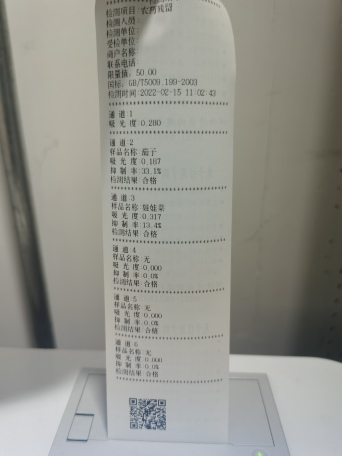 检测项目:农药残留
检测人员:
检测单位:
受检单位:
商户名称:
联系电话:
限量值: 50.00
国标: GB/T5009.199-2003
检测时间:2022-02-15 11:02:43
通 道:1
吸 光 度:0.280
通 道:2
样品名称:茄子
吸 光 度:0.187
抑 制 率:33.1%
检测结果:合格
通 道:3
样品名称:娃娃菜
吸 光 度:0.317
抑 制 率:13.4%
检测结果:合格
通 道:4
样品名称:无
吸 光 度:0.000
抑 制 率:0.0%
检测结果:合格
通 道:5
样品名称:无
吸 光 度:0.000
抑 制 率:0.0%
检测结果:合格
通 道:6
样品名称:无
吸 光 度:0.000
抑 制 率:0.0%
检测结果:合格